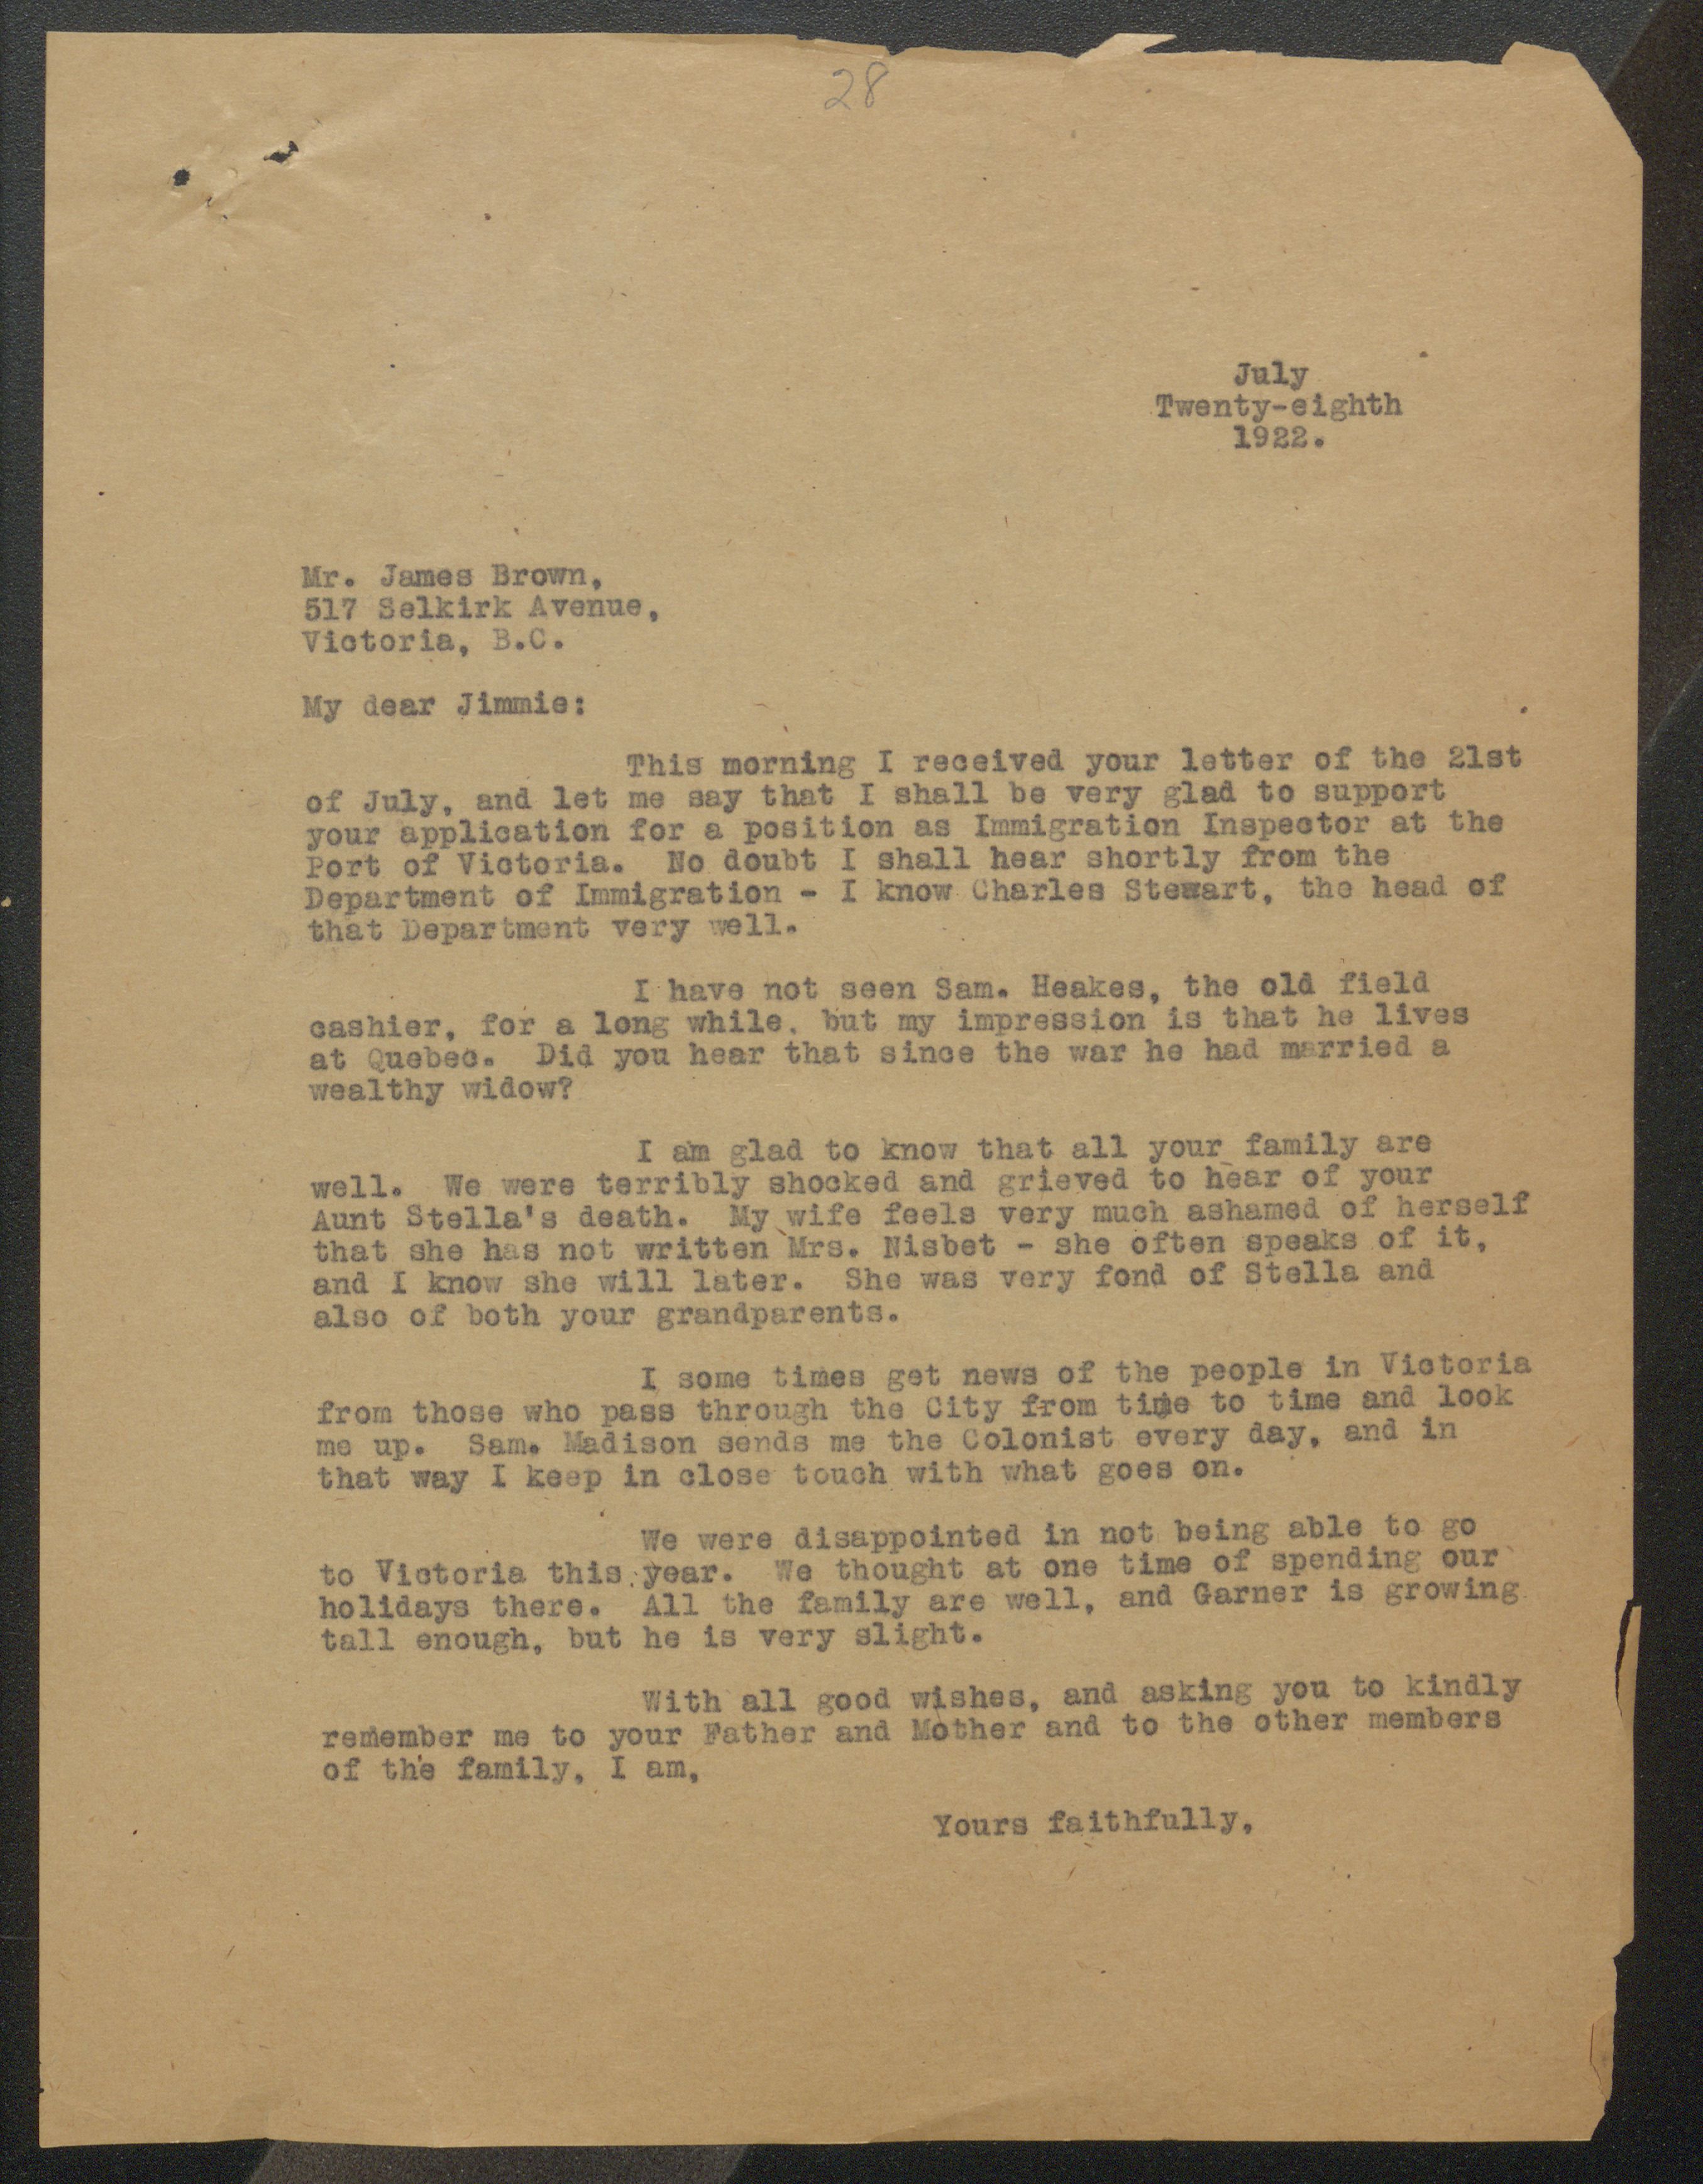 28
July
Twenty-eighth
1922.
Mr. James Brown,
517 Selkirk Avenue,
Victoria, B.C.
My dear Jimmie:
This morning I received your letter of the 21st
of July, and let me say that I shall be very glad to support
your application for a position as Immigration Inspector at the
Port of Victoria. No doubt I shall hear shortly from the
Department of Immigration - I know Charles Stewart, the head of
that Department very well.
I have not seen Sam. Heakes, the old field
cashier, for a long while, but my impression is that he lives
at Quebec. Did you hear that since the war he had married a
wealthy widow?
I am glad to know that all your family are
well. We were terribly shocked and grieved to hear of your
Aunt Stella's death. My wife feels very much ashamed of herself
that she has not written Mrs. Nisbet - she often speaks of it,
and I know she will later. She was very fond of Stella and
also of both your grandparents.
I some times get news of the people in Victoria
from those who pass through the City from time to time and look
me up. Sam. Madison sends me the Colonist every day, and in
that way I keep in close touch with what goes on.
We were disappointed in not being able to go
to Victoria this year. We thought at one time of spending our
holidays there. All the family are well, and Garner is growing
tall enough, but he is very slight.
With all good wishes, and asking you to kindly
remember me to your Father and Mother and to the other members
of the family, I am,
Yours faithfully,